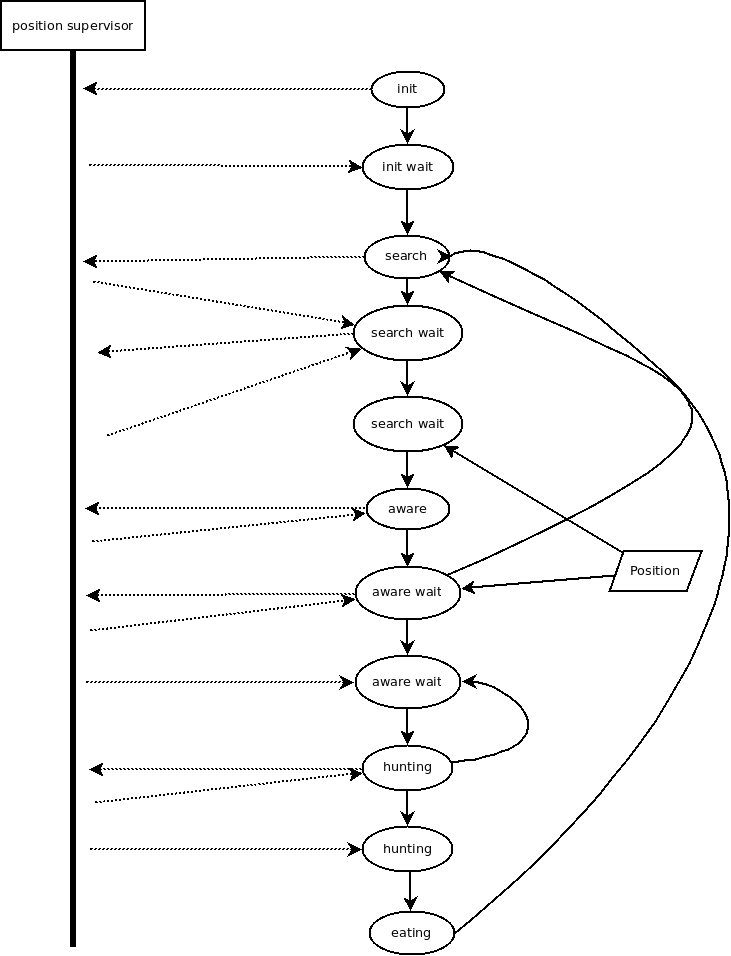 position supervisor
init
init wait
search
search wait
search wait
aware
aware wait
Position
aware wait
hunting
hunting
eating